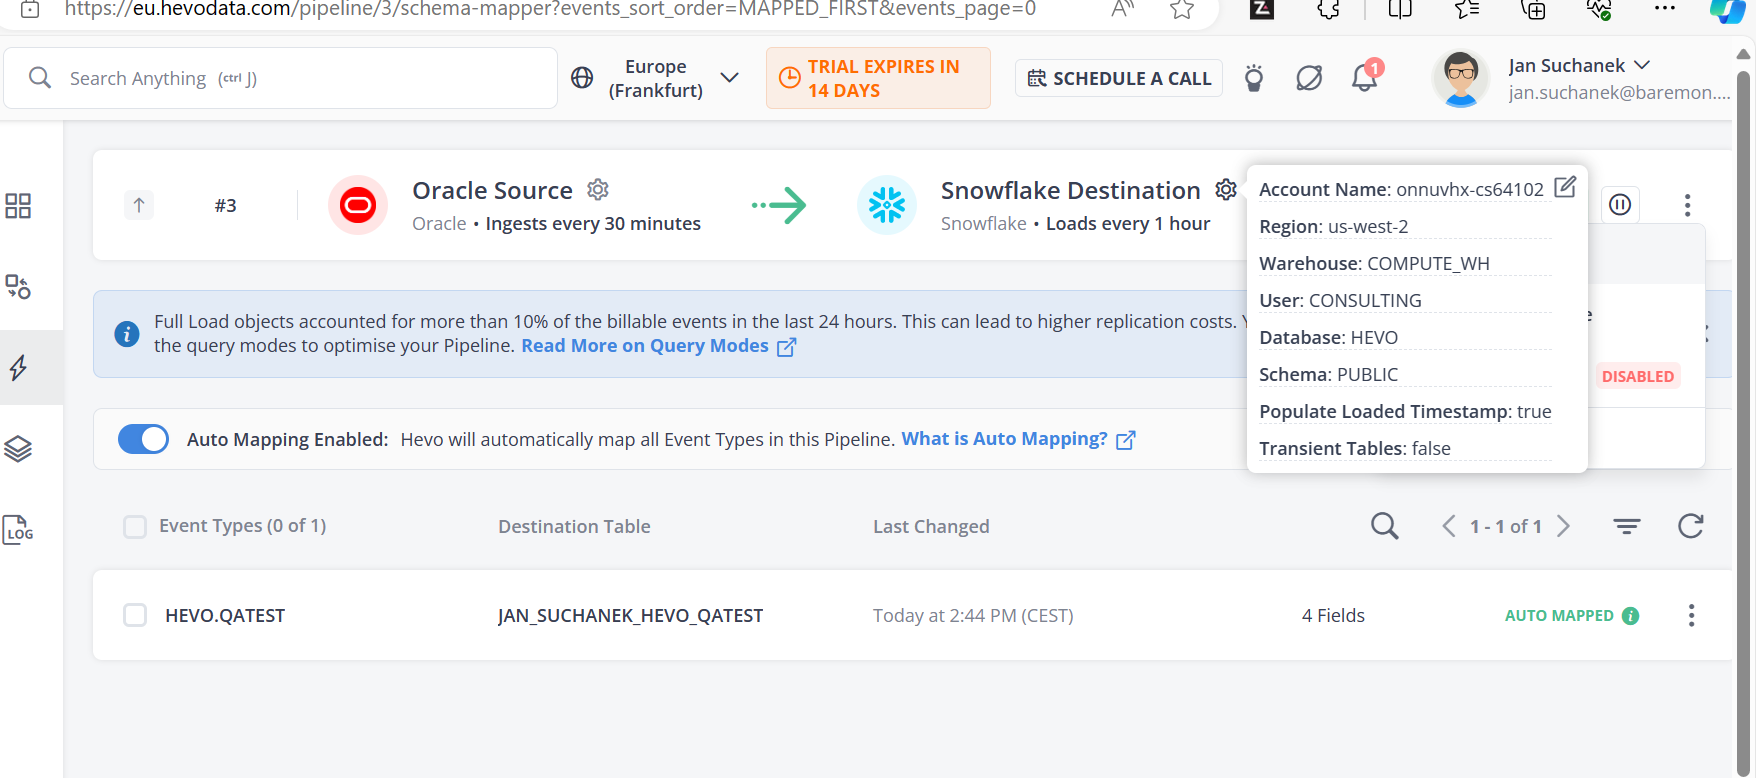 https://eu.hevodata.com/pipeline/3/schema-mapper?events_sort_order=MAPPED_FIRST&events_page=0
Search Anything (ctrl J)
Europe
(Frankfurt)
TRIAL EXPIRES IN
14 DAYS
SCHEDULE A CALL
1
Jan Suchanek
jan.suchanek@baremon....
#3
Oracle Source
Oracle • Ingests every 30 minutes
Snowflake Destination
Snowflake • Loads every 1 hour
Account Name: onnuvhx-cs64102
Region: us-west-2
Warehouse: COMPUTE_WH
User: CONSULTING
Database: HEVO
Schema: PUBLIC
Populate Loaded Timestamp: true
Transient Tables: false
DISABLED
Full Load objects accounted for more than 10% of the billable events in the last 24 hours. This can lead to higher replication costs.
the query modes to optimise your Pipeline. Read More on Query Modes
Auto Mapping Enabled: Hevo will automatically map all Event Types in this Pipeline. What is Auto Mapping?
LOG
Event Types (0 of 1) Destination Table Last Changed 1 - 1 of 1
HEVO.QATEST JAN_SUCHANEK_HEVO_QATEST Today at 2:44 PM (CEST) 4 Fields AUTO MAPPED